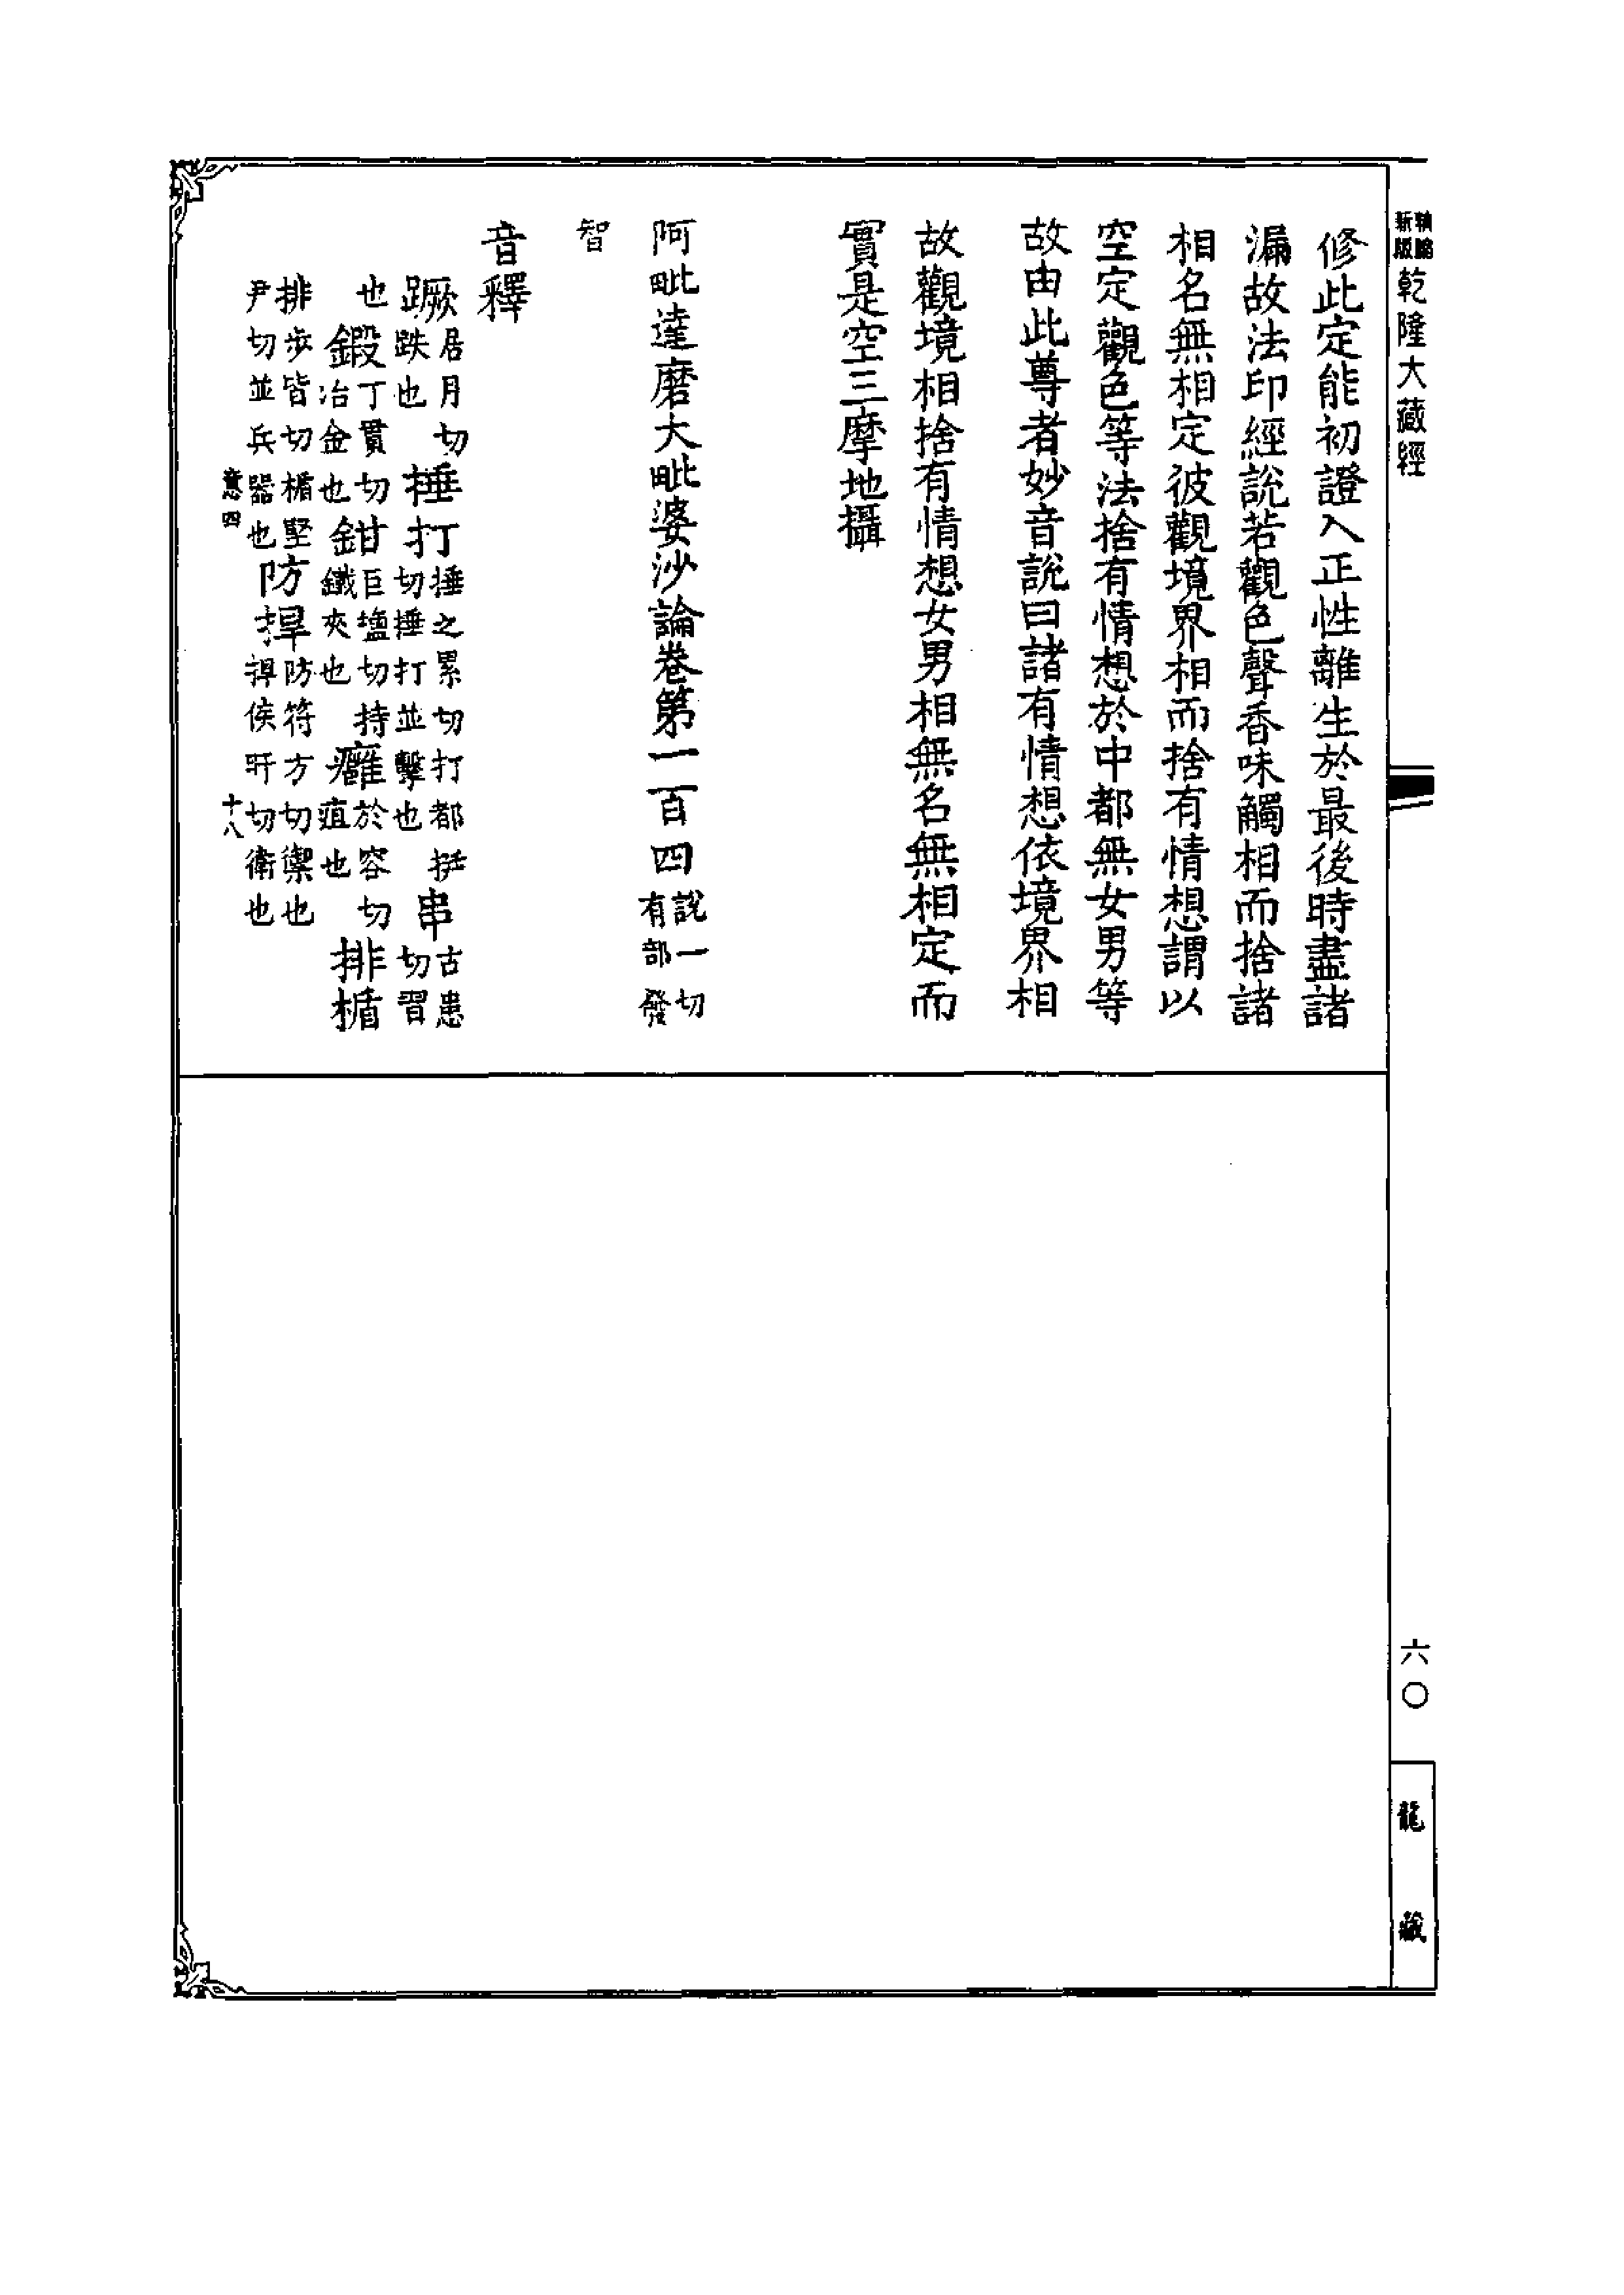 新版
乾隆大藏經
六〇
龍藏
修此定能初證入正性離生於最後時盡諸
漏故法印經說若觀色聲香味觸相而捨諸
相名無相定彼觀境界相而捨有情想謂以
空定觀色等法捨有情想於中都無女男等
故由此尊者妙音說曰諸有情想依境界相
故觀境相捨有情想女男相無名無相定而
實是空三摩地攝
阿毗達磨大毗婆沙論卷第一百四說一切有部發
智
音釋
蹶居月切跌也 捶打捶之累切打都挺切捶打並擊也 串古患切習
也 鍛丁貫切冶金也 鉗巨鹽切持鐵夾也 癰於容切疽也 排楯
排步皆切楯豎尹切並兵器也 防捍防符方切禦也捍侯旰切衛也
意四 十八